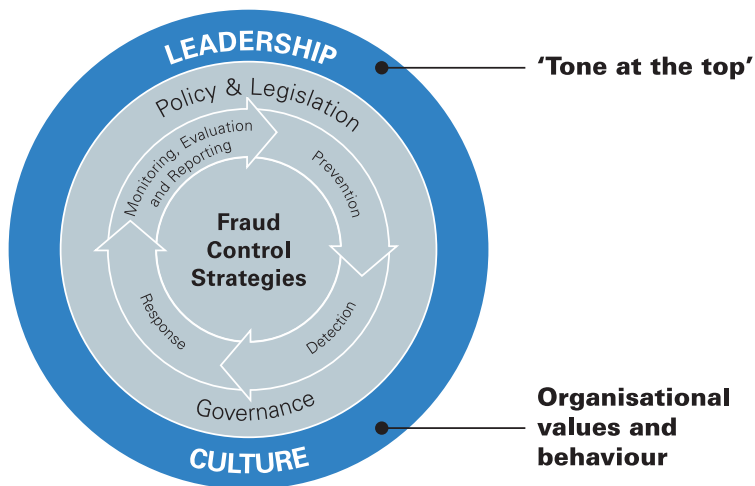 LEADERSHIP
‘Tone at the top’
Policy & Legislation
Monitoring, Evaluation
and Reporting
Prevention
Fraud
Control
Strategies
Response
Detection
Governance
Organisational
values and
behaviour
CULTURE